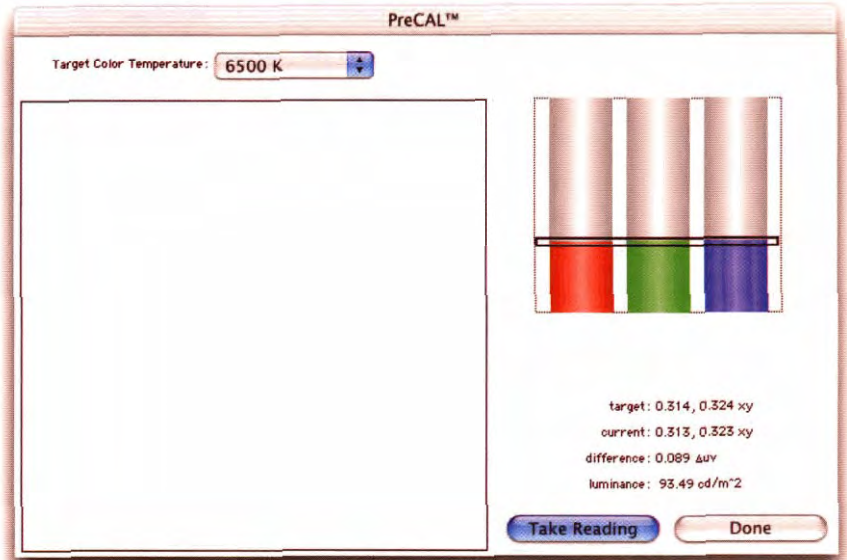 PreCAL™
Target Color Temperature: 6500 K
target: 0.314, 0.324 xy
current: 0.313, 0.323 xy
difference: 0.089 Δuv
luminance: 93.49 cd/m^2
Take Reading
Done